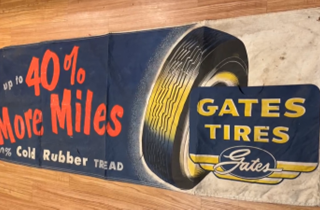 up to 40%
More Miles
0% Cold Rubber TREAD
GATES
TIRES
Gates